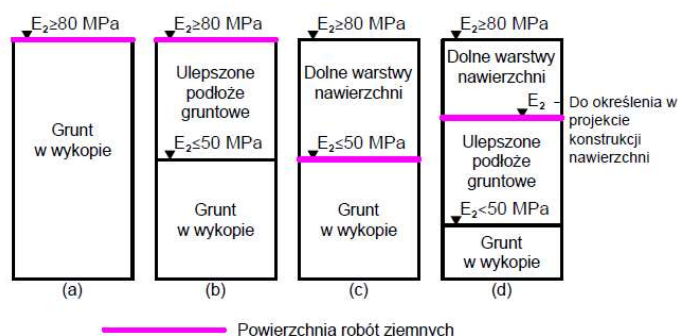 E₂≥80 MPa
Grunt
w wykopie
(a)
E₂≥80 MPa
Ulepszone
podłoże
gruntowe
E₂≤50 MPa
Grunt
w wykopie
(b)
E₂≥80 MPa
Dolne warstwy
nawierzchni
E₂≤50 MPa
Grunt
w wykopie
(c)
E₂≥80 MPa
Dolne warstwy
nawierzchni
E₂ – Do określenia w
projekcie
konstrukcji
nawierzchni
Ulepszone
podłoże
gruntowe
E₂<50 MPa
Grunt
w wykopie
(d)
Powierzchnia robót ziemnych